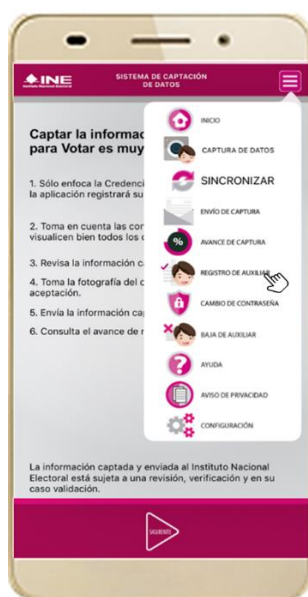 INE
Instituto Nacional Electoral
SISTEMA DE CAPTACIÓN
DE DATOS
Captar la informac
para Votar es muy
1. Sólo enfoca la Credenci
la aplicación registrará su
2. Toma en cuenta las con
visualicen bien todos los
3. Revisa la información c
4. Toma la fotografía del c
aceptación.
5. Envía la información ca
6. Consulta el avance de r
INICIO
CAPTURA DE DATOS
SINCRONIZAR
ENVÍO DE CAPTURA
%
AVANCE DE CAPTURA
REGISTRO DE AUXILIAR
CAMBIO DE CONTRASEÑA
BAJA DE AUXILIAR
?
AYUDA
AVISO DE PRIVACIDAD
CONFIGURACIÓN
La información captada y enviada al Instituto Nacional
Electoral está sujeta a una revisión, verificación y en su
caso validación.
SIGUIENTE